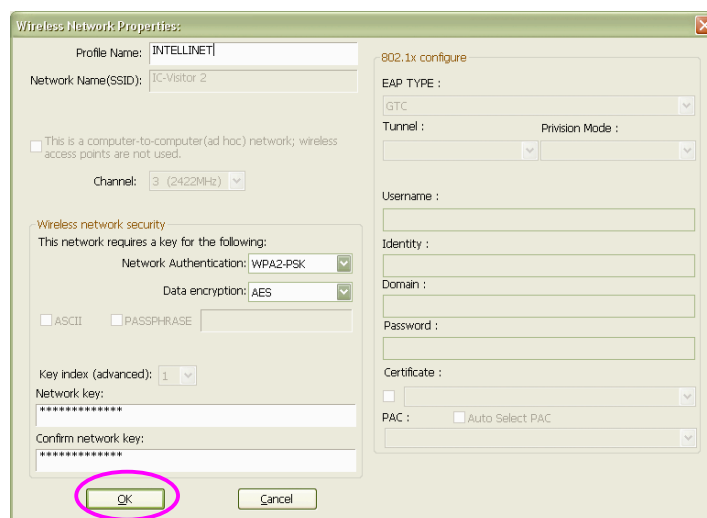 Wireless Network Properties:
Profile Name: INTELLINET
Network Name(SSID): IC-Visitor 2
This is a computer-to-computer(ad hoc) network; wireless
access points are not used.
Channel: 3 (2422MHz)
Wireless network security
This network requires a key for the following:
Network Authentication: WPA2-PSK
Data encryption: AES
ASCII PASSPHRASE
Key index (advanced): 1
Network key:
*************
Confirm network key:
*************
OK Cancel
802.1x configure
EAP TYPE :
GTC
Tunnel : Privision Mode :
Username :
Identity :
Domain :
Password :
Certificate :
PAC : Auto Select PAC